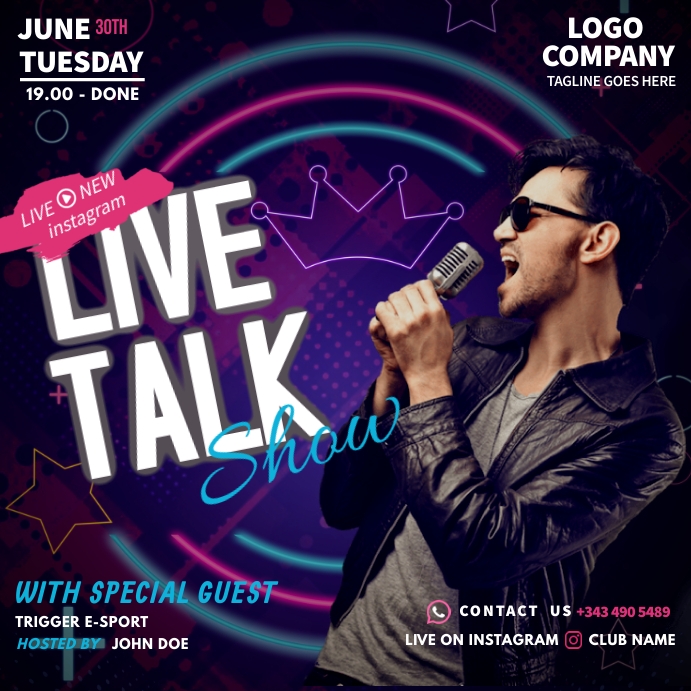 JUNE 30TH
TUESDAY
19.00 - DONE
LOGO
COMPANY
TAGLINE GOES HERE
LIVE NEW
instagram
LIVE
TALK
Show
WITH SPECIAL GUEST
TRIGGER E-SPORT
HOSTED BY JOHN DOE
CONTACT US +343 490 5489
LIVE ON INSTAGRAM CLUB NAME